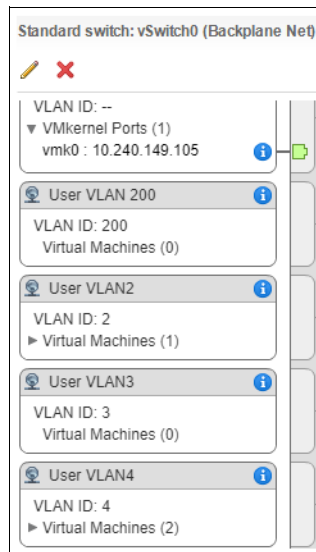 Standard switch: vSwitch0 (Backplane Net)
VLAN ID: --
VMkernel Ports (1)
vmk0 : 10.240.149.105
User VLAN 200
VLAN ID: 200
Virtual Machines (0)
User VLAN2
VLAN ID: 2
Virtual Machines (1)
User VLAN3
VLAN ID: 3
Virtual Machines (0)
User VLAN4
VLAN ID: 4
Virtual Machines (2)